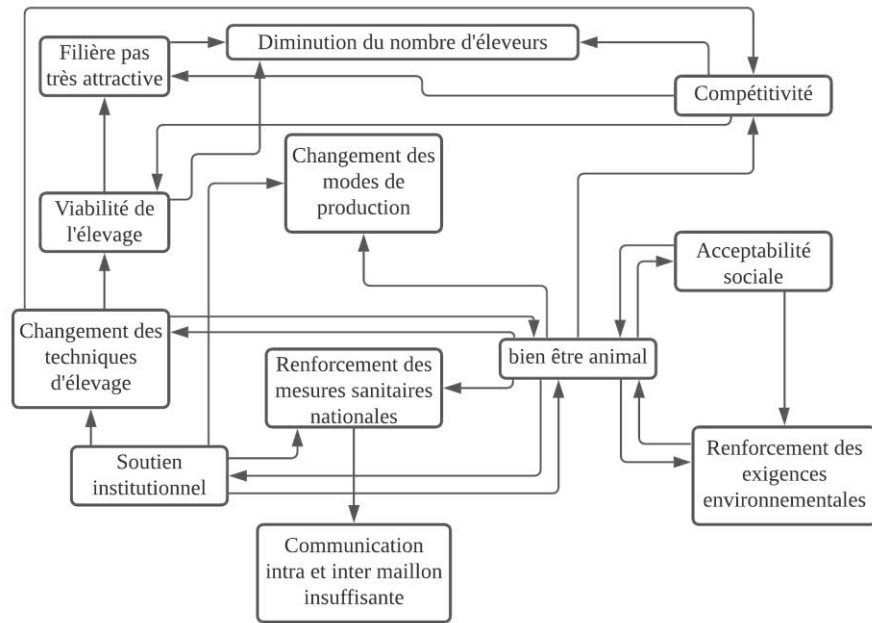 Filière pas
très attractive
Diminution du nombre d'éleveurs
Compétitivité
Changement des
modes de
production
Viabilité de
l'élevage
Acceptabilité
sociale
Changement des
techniques
d'élevage
bien être animal
Renforcement des
mesures sanitaires
nationales
Soutien
institutionnel
Renforcement des
exigences
environnementales
Communication
intra et inter maillon
insuffisante